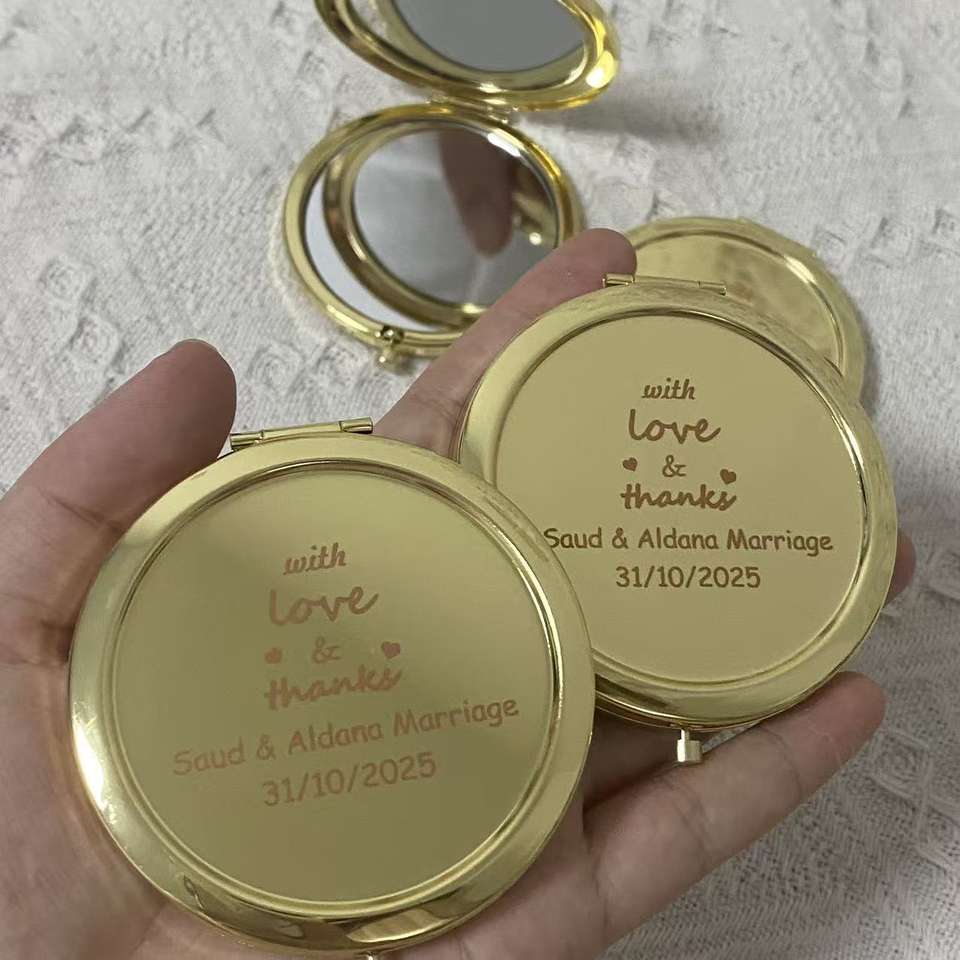 with
love
&
thanks
Saud & Aldana Marriage
31/10/2025
with
love
&
thanks
Saud & Aldana Marriage
31/10/2025